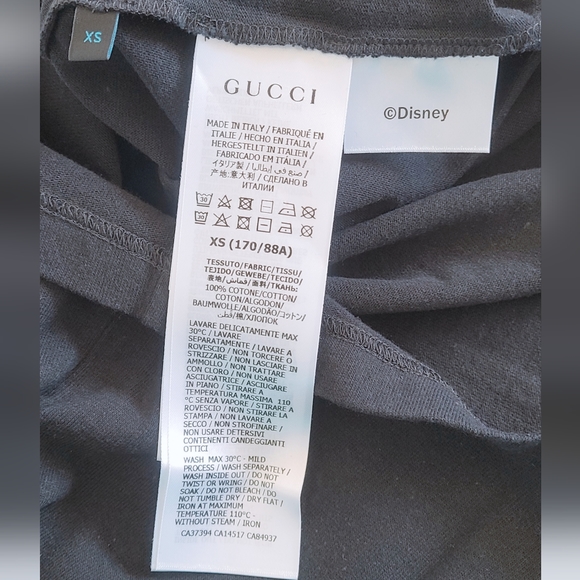 XS
GUCCI
©Disney
MADE IN ITALY / FABRIQUÉ EN
ITALIE / HECHO EN ITALIA /
HERGESTELLT IN ITALIEN /
FABRICADO EM ITÁLIA /
イタリア製 / صنع في إيطاليا /
产地:意大利 / СДЕЛАНО В
ИТАЛИИ
30
30
XS (170/88A)
TESSUTO/FABRIC/TISSU/
TEJIDO/GEWEBE/TECIDO/
表地/قماش/面料/ТКАНЬ:
100% COTONE/COTTON/
COTON/ALGODON/
BAUMWOLLE/ALGODÃO/コットン/
قطن/棉/ХЛОПОК
LAVARE DELICATAMENTE MAX
30°C / LAVARE
SEPARATAMENTE / LAVARE A
ROVESCIO / NON TORCERE O
STRIZZARE / NON LASCIARE IN
AMMOLLO / NON TRATTARE
CON CLORO / NON USARE
ASCIUGATRICE / ASCIUGARE
IN PIANO / STIRARE A
TEMPERATURA MASSIMA 110
°C SENZA VAPORE / STIRARE A
ROVESCIO / NON STIRARE LA
STAMPA / NON LAVARE A
SECCO / NON STROFINARE /
NON USARE DETERSIVI
CONTENENTI CANDEGGIANTI
OTTICI
WASH MAX 30°C - MILD
PROCESS / WASH SEPARATELY /
WASH INSIDE OUT / DO NOT
TWIST OR WRING / DO NOT
SOAK / DO NOT BLEACH / DO
NOT TUMBLE DRY / DRY FLAT /
IRON AT MAXIMUM
TEMPERATURE 110°C -
WITHOUT STEAM / IRON
CA37394 CA14517 CA84937